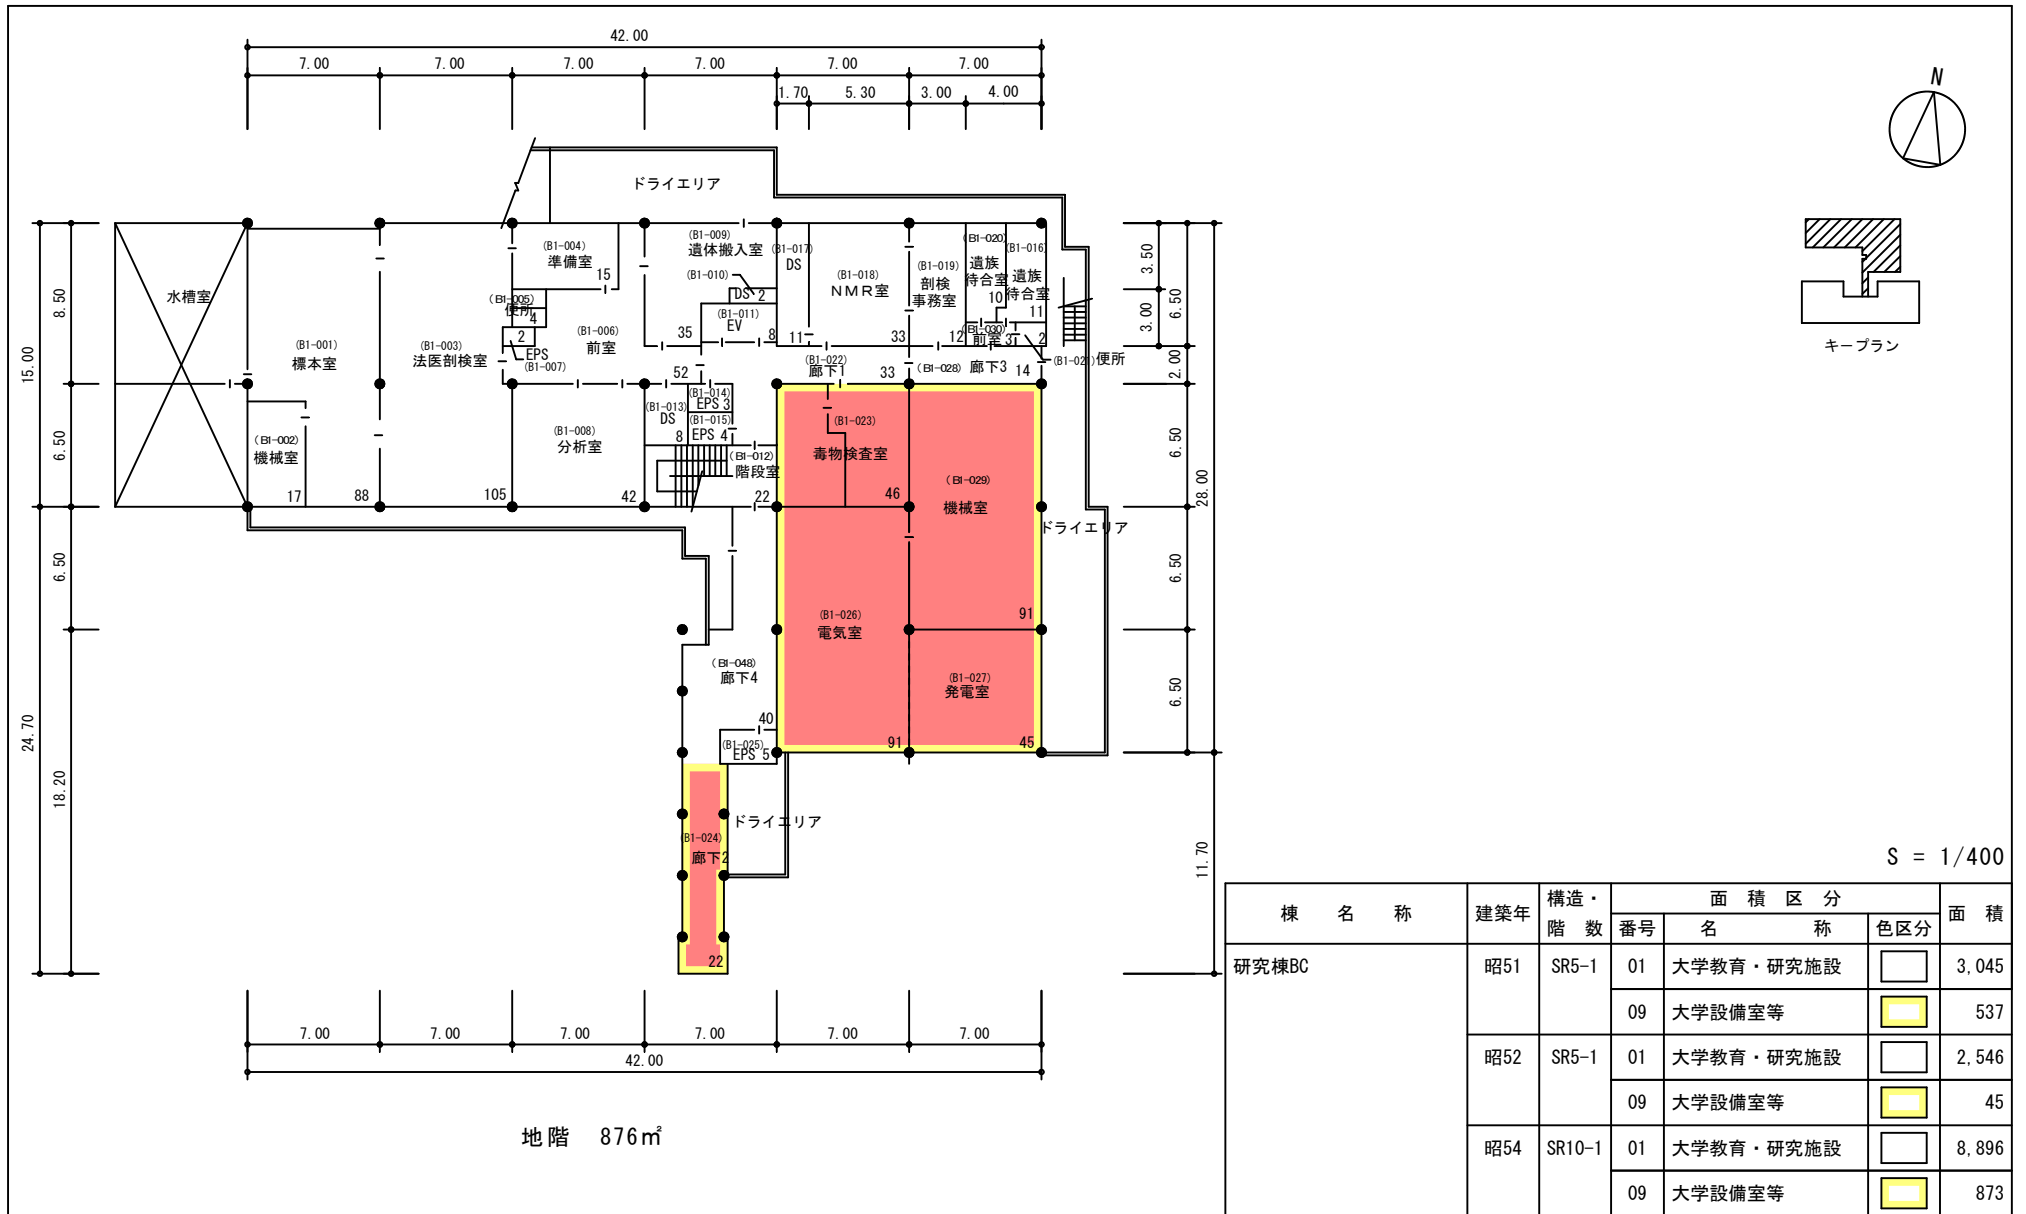 42.00
7.00 7.00 7.00 7.00 7.00 7.00
1.70 5.30 3.00 4.00
N
キープラン
ドライエリア
水槽室
(B1-001)
標本室
88
(B1-002)
機械室
17
(B1-003)
法医剖検室
105
(B1-004)
準備室
15
(B1-005)
便所
4
2
EPS
(B1-007)
(B1-006)
前室
52
(B1-008)
分析室
42
(B1-009)
遺体搬入室
35
(B1-010)
DS 2
(B1-011)
EV
8
(B1-017)
DS
11
(B1-018)
NMR室
33
(B1-019)
剖検
事務室
12
(B1-020)
遺族
待合室
10
(B1-016)
遺族
待合室
11
(B1-030)
前室 3
2
(B1-021) 便所
(B1-022)
廊下1
33
(B1-028) 廊下3 14
(B1-013)
DS
8
(B1-014)
EPS 3
(B1-015)
EPS 4
(B1-012)
階段室
22
(B1-023)
毒物検査室
46
(B1-029)
機械室
91
ドライエリア
(B1-026)
電気室
91
(B1-027)
発電室
45
(B1-048)
廊下4
40
(B1-025)
EPS 5
ドライエリア
(B1-024)
廊下2
22
8.50
15.00
6.50
6.50
24.70
18.20
3.50
6.50
3.00
2.00
6.50
28.00
6.50
6.50
11.70
7.00 7.00 7.00 7.00 7.00 7.00
42.00
地階 876㎡
S = 1/400
棟 名 称 建築年 構造・階 数 面 積 区 分 面 積
番号 名 称 色区分
研究棟BC 昭51 SR5-1 01 大学教育・研究施設 3,045
09 大学設備室等 537
昭52 SR5-1 01 大学教育・研究施設 2,546
09 大学設備室等 45
昭54 SR10-1 01 大学教育・研究施設 8,896
09 大学設備室等 873